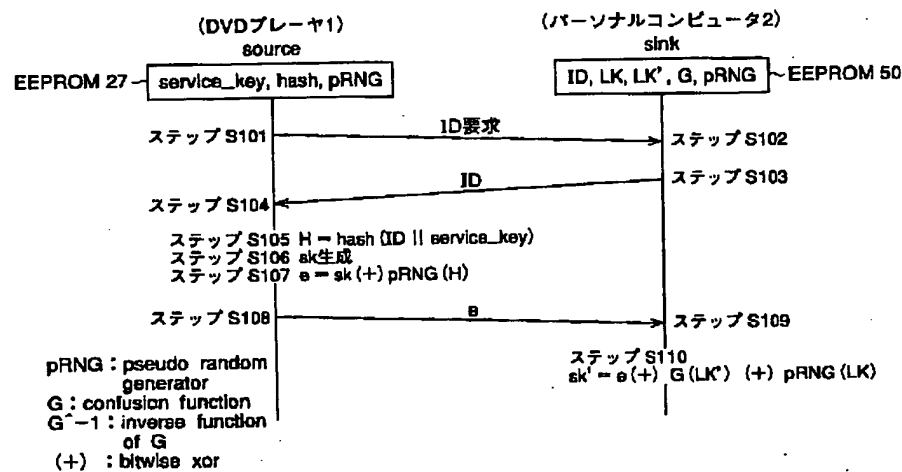 (DVDプレーヤ1)
source
(パーソナルコンピュータ2)
sink
EEPROM 27
service_key, hash, pRNG
ID, LK, LK', G, pRNG
EEPROM 50
ステップ S101
ID要求
ステップ S102
ID
ステップ S103
ステップ S104
ステップ S105 H = hash (ID || service_key)
ステップ S106 sk生成
ステップ S107 e = sk (+) pRNG (H)
ステップ S108
e
ステップ S109
ステップ S110
sk' = e (+) G (LK') (+) pRNG (LK)
pRNG : pseudo random
generator
G : confusion function
G^-1 : inverse function
of G
(+) : bitwise xor